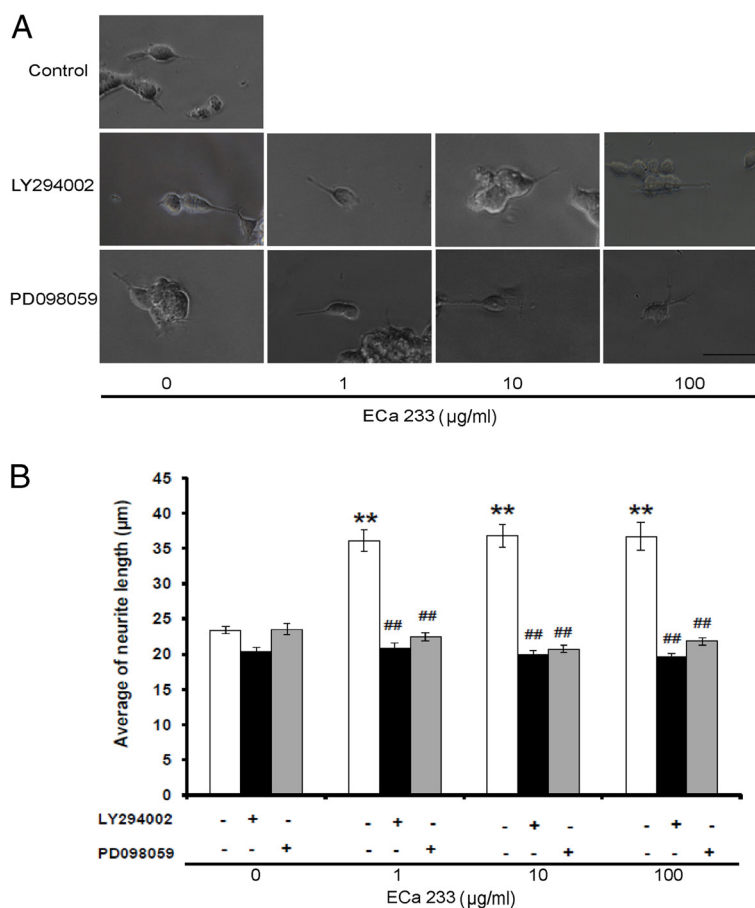 A
Control
LY294002
PD098059
0 1 10 100
ECa 233 (µg/ml)
B
Average of neurite length (µm)
45
40
35
30
25
20
15
10
5
0
** ** **
## ## ## ## ## ##
LY294002 - + - - + - - + - - + -
PD098059 - - + - - + - - + - - +
0 1 10 100
ECa 233 (µg/ml)